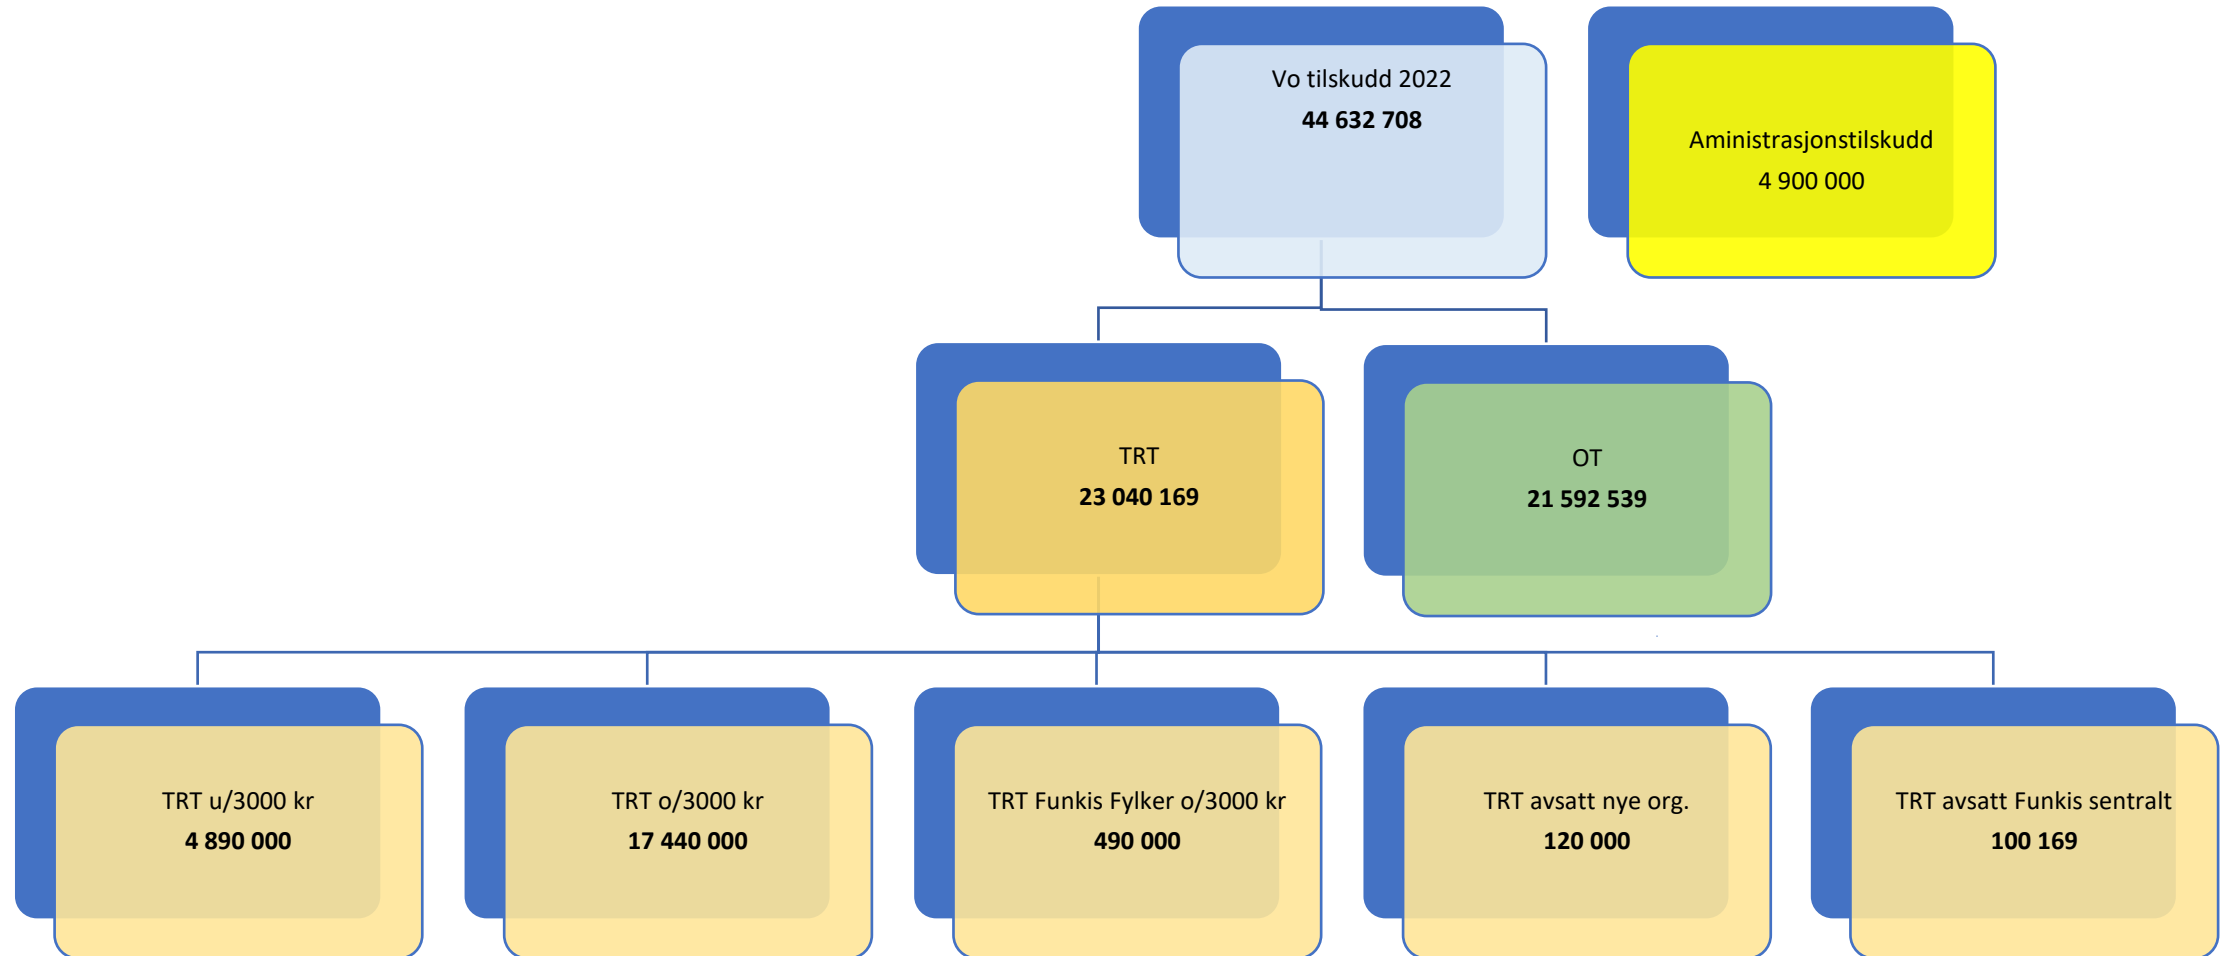 Vo tilskudd 2022
44 632 708
Aministrasjonstilskudd
4 900 000
TRT
23 040 169
OT
21 592 539
TRT u/3000 kr
4 890 000
TRT o/3000 kr
17 440 000
TRT Funkis Fylker o/3000 kr
490 000
TRT avsatt nye org.
120 000
TRT avsatt Funkis sentralt
100 169